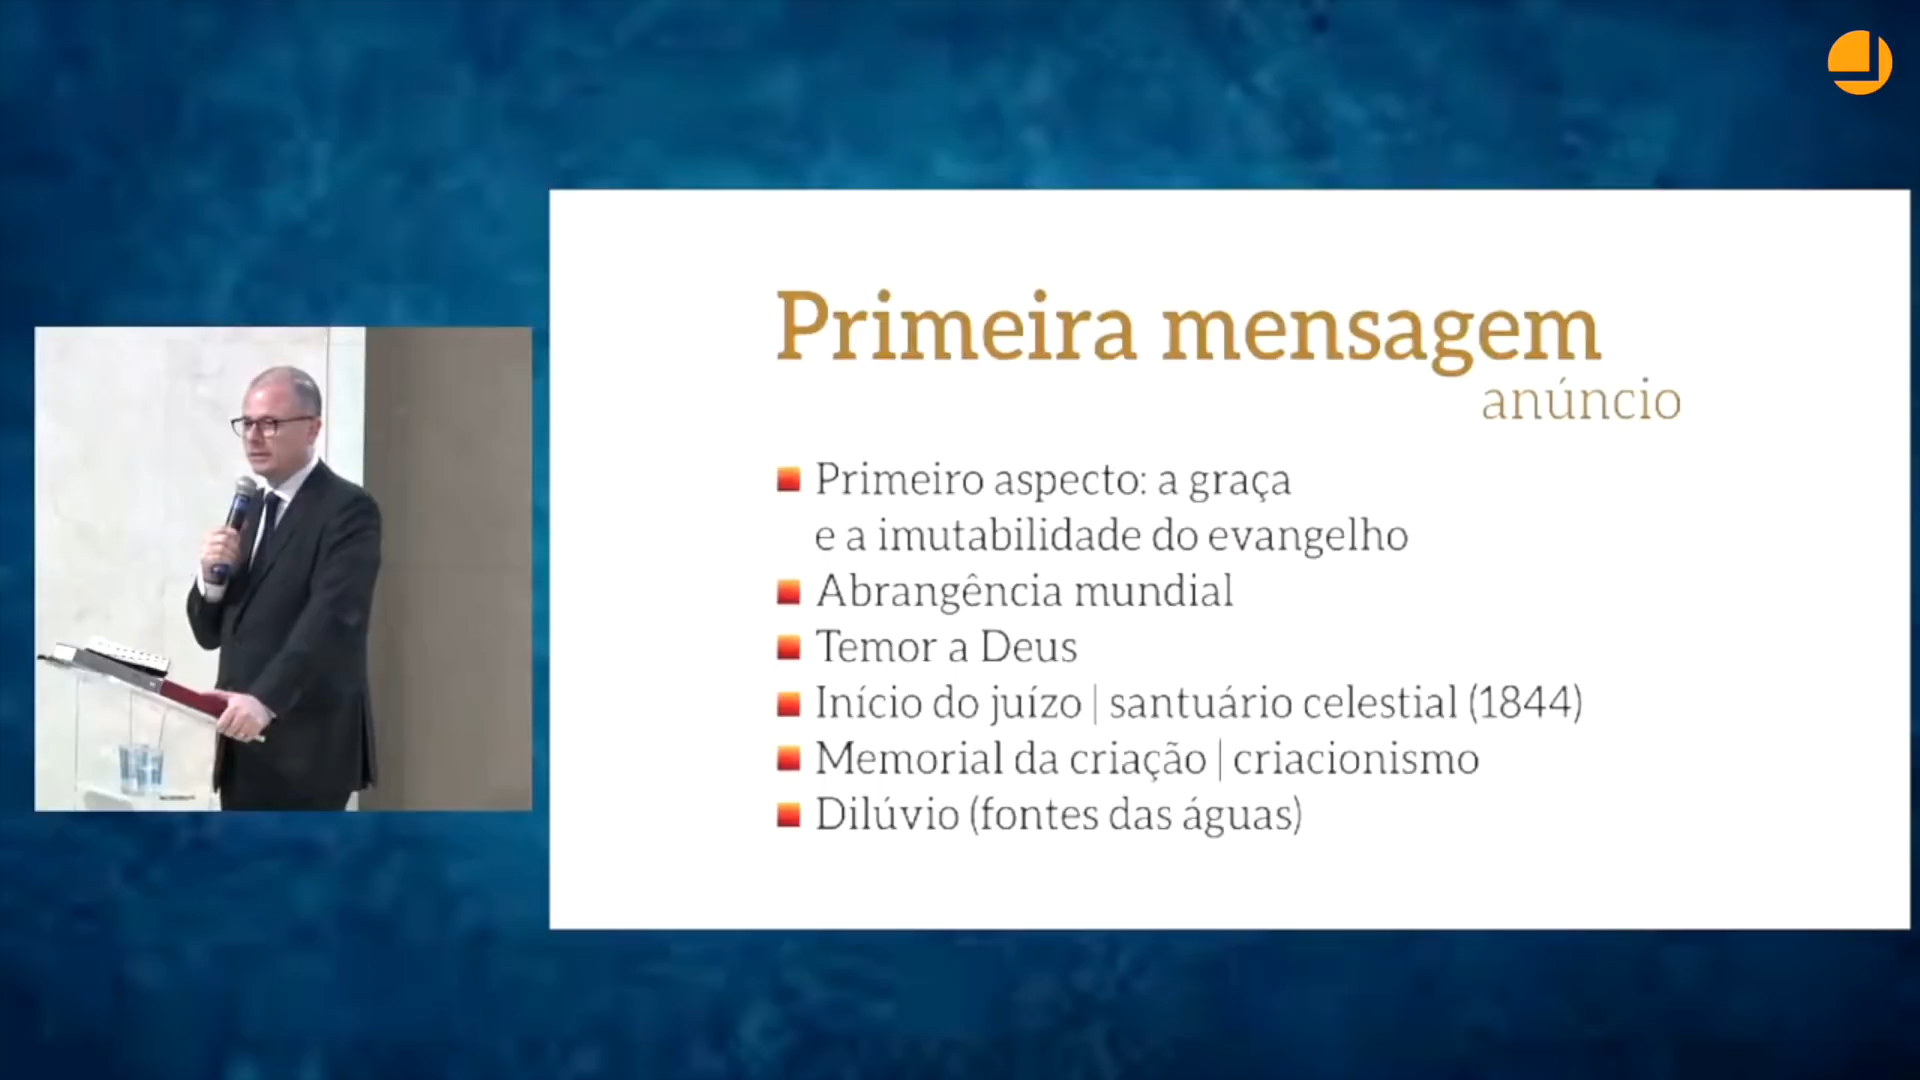 Primeira mensagem
anúncio
Primeiro aspecto: a graça
e a imutabilidade do evangelho
Abrangência mundial
Temor a Deus
Início do juízo | santuário celestial (1844)
Memorial da criação | criacionismo
Dilúvio (fontes das águas)